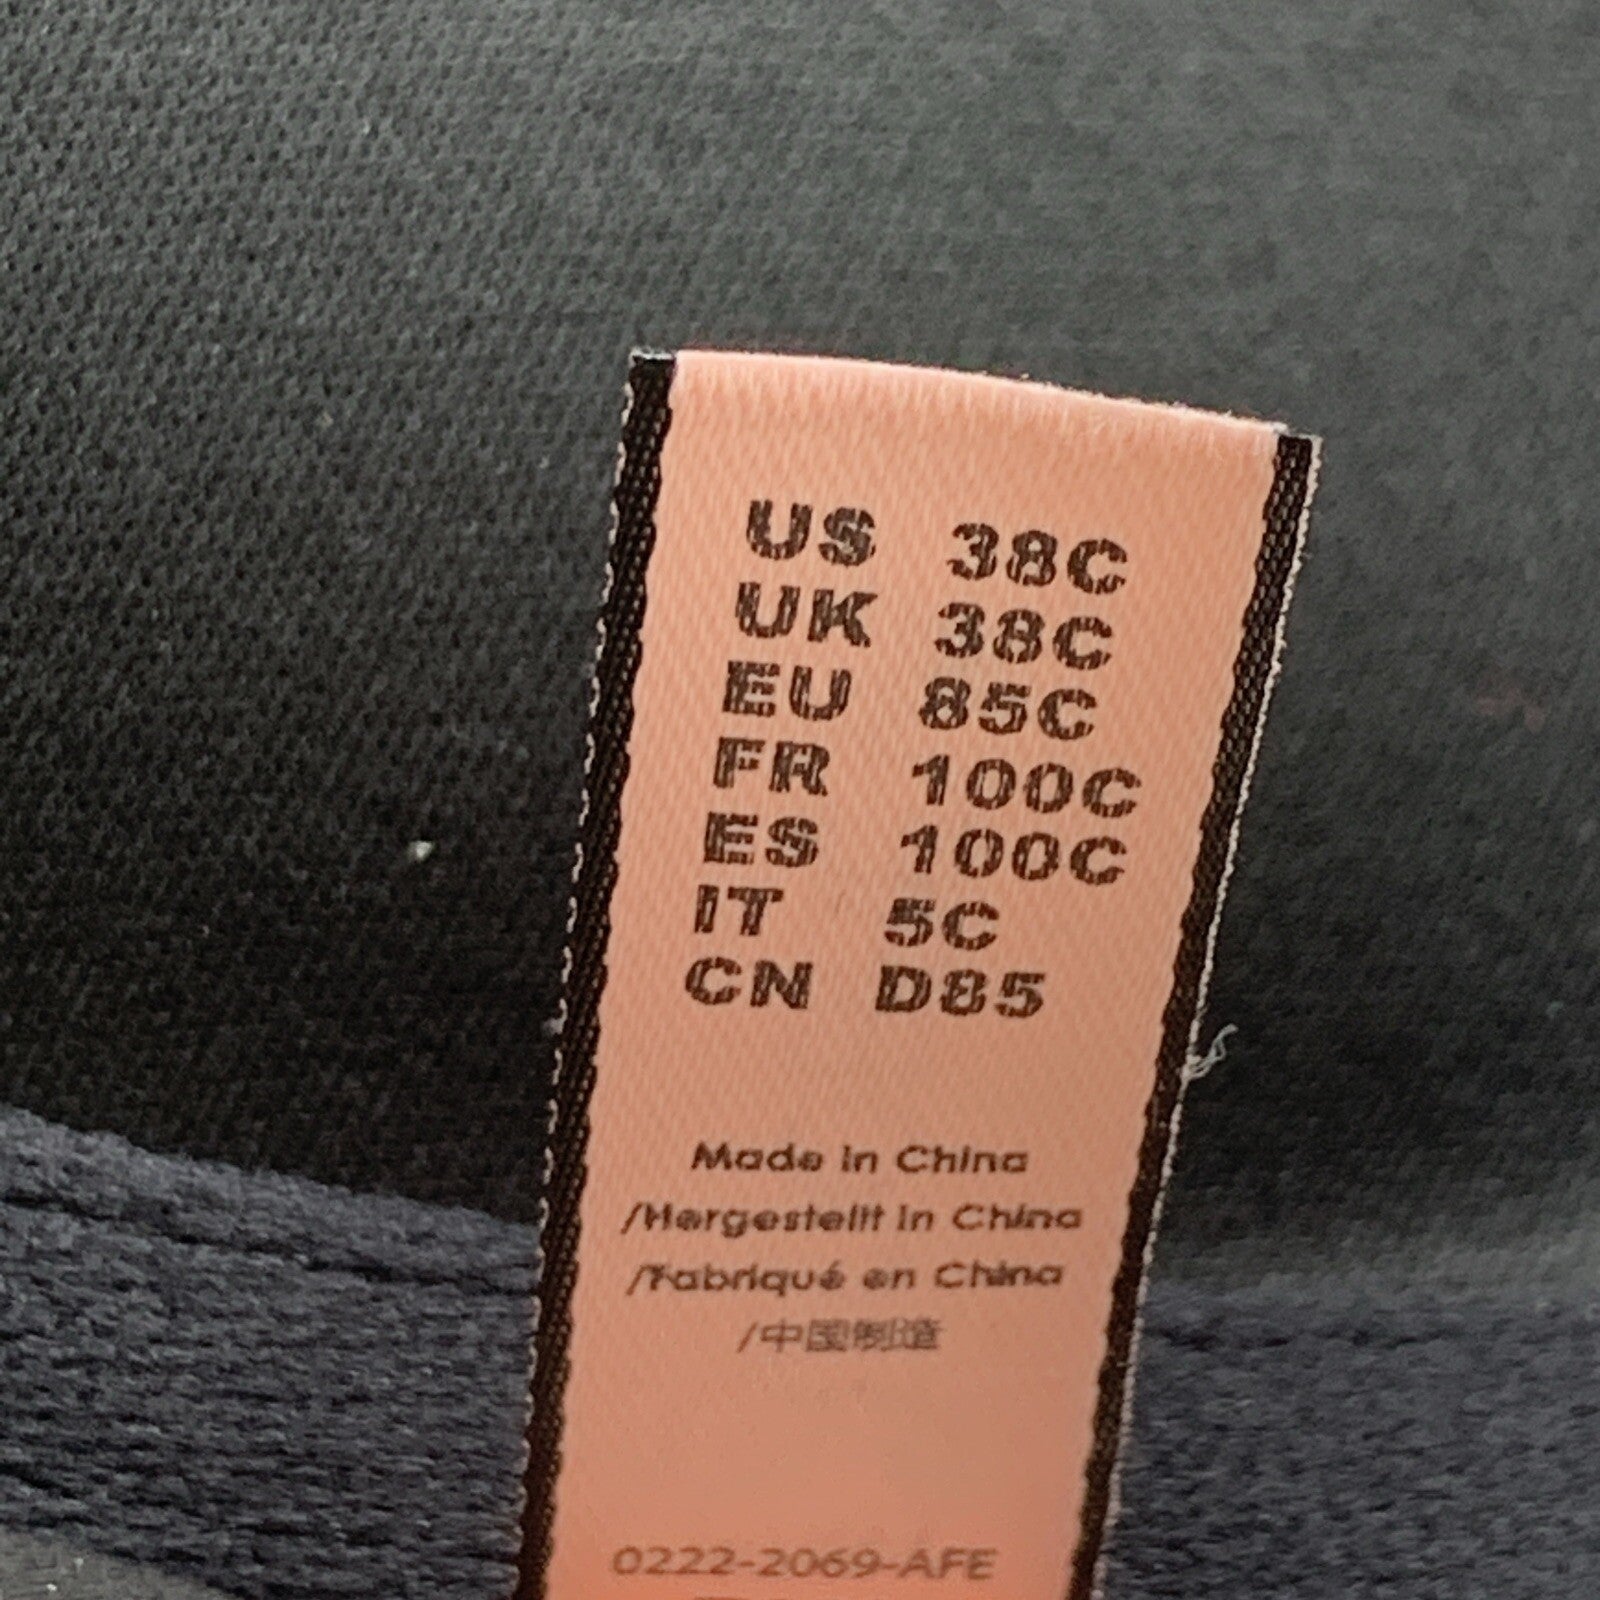 US 38C
UK 38C
EU 85C
FR 100C
ES 100C
IT 5C
CN D85
Made in China
/Hergestellt in China
/Fabriqué en China
/中国制造
0222-2069-AFE